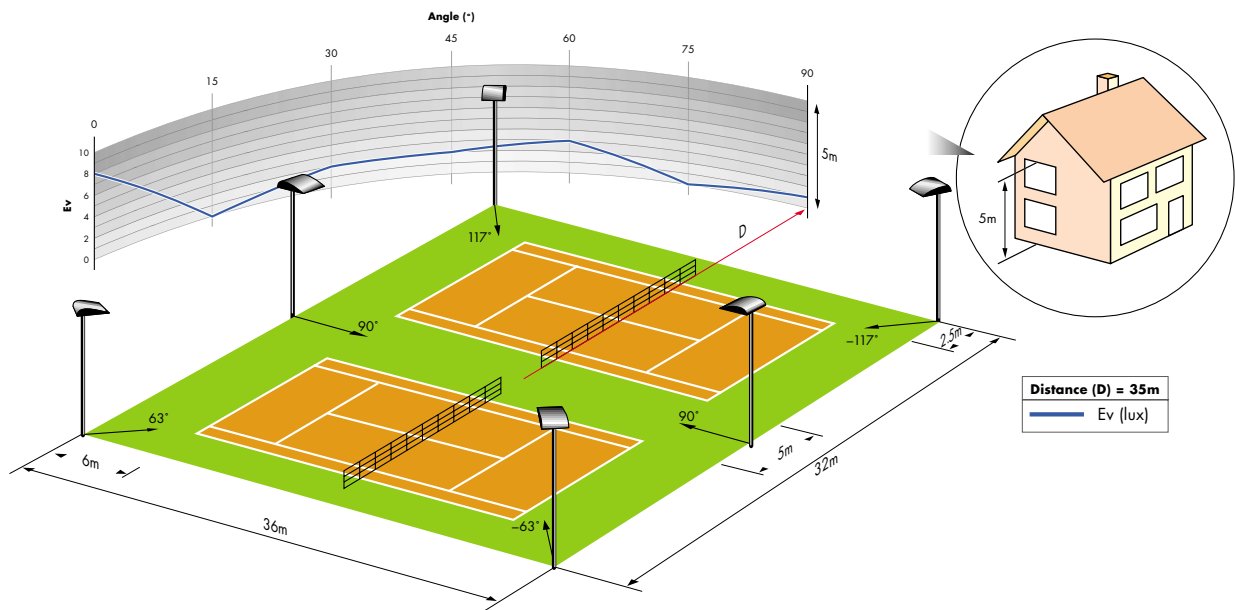 Angle (°)
0
15
30
45
60
75
90
10
8
6
4
2
0
Ev
5m
5m
D
117°
90°
63°
–117°
90°
–63°
2.5m
5m
32m
6m
36m
Distance (D) = 35m
Ev (lux)